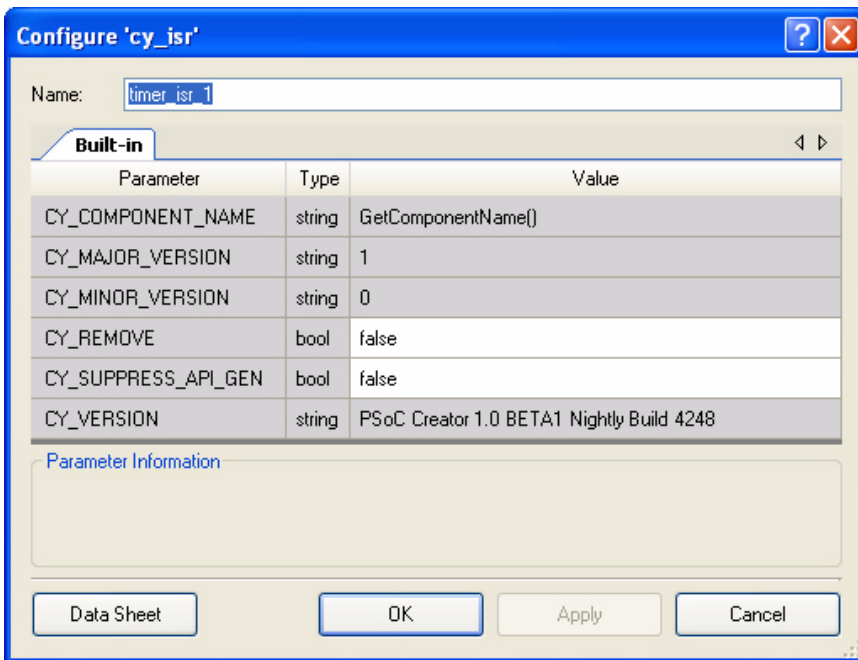 Configure 'cy_isr'
Name: timer_isr_1
Built-in
Parameter Type Value
CY_COMPONENT_NAME string GetComponentName()
CY_MAJOR_VERSION string 1
CY_MINOR_VERSION string 0
CY_REMOVE bool false
CY_SUPPRESS_API_GEN bool false
CY_VERSION string PSoC Creator 1.0 BETA1 Nightly Build 4248
Parameter Information
Data Sheet OK Apply Cancel